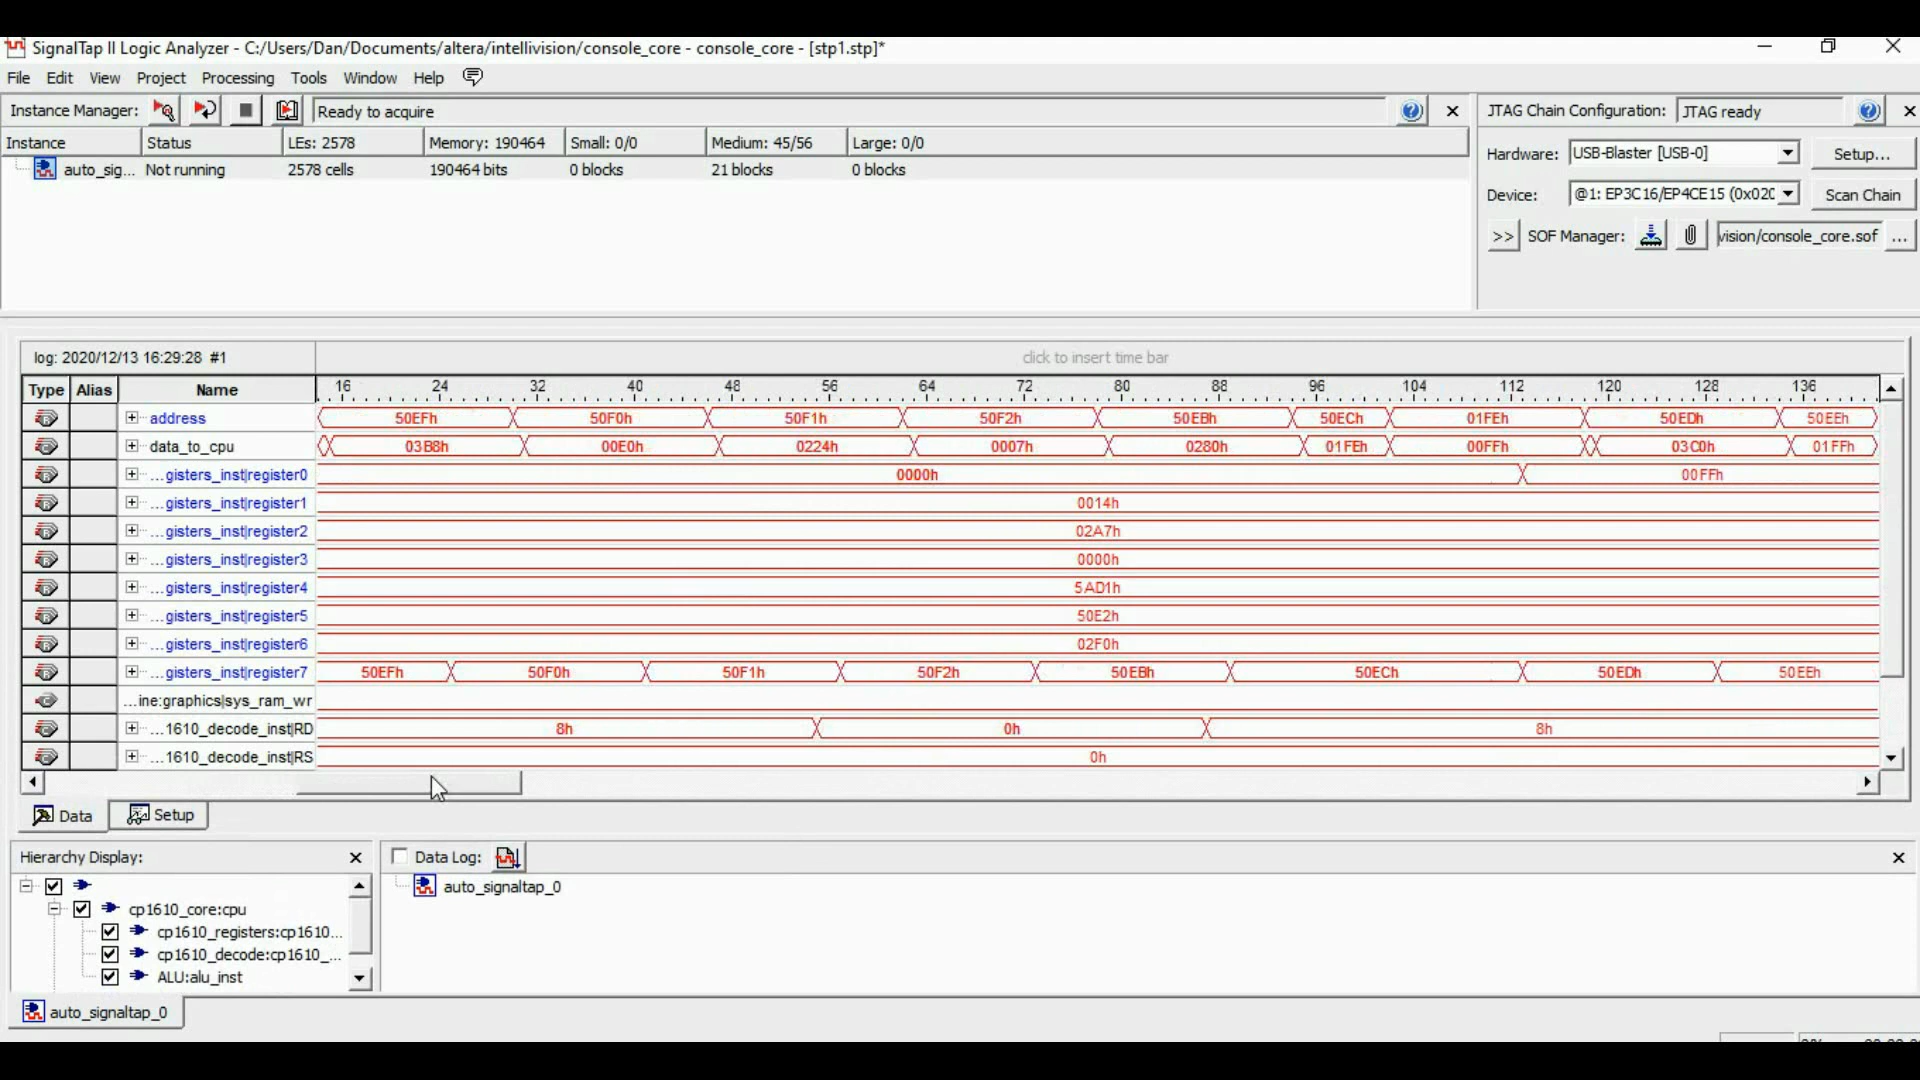 SignalTap II Logic Analyzer - C:/Users/Dan/Documents/altera/intellivision/console_core - console_core - [stp1.stp]*
File Edit View Project Processing Tools Window Help
Instance Manager: Ready to acquire
JTAG Chain Configuration: JTAG ready
Instance Status LEs: 2578 Memory: 190464 Small: 0/0 Medium: 45/56 Large: 0/0
auto_sig... Not running 2578 cells 190464 bits 0 blocks 21 blocks 0 blocks
Hardware: USB-Blaster [USB-0] Setup...
Device: @1: EP3C16/EP4CE15 (0x020 Scan Chain
>> SOF Manager: vision/console_core.sof ...
log: 2020/12/13 16:29:28 #1 click to insert time bar
Type Alias Name 16 24 32 40 48 56 64 72 80 88 96 104 112 120 128 136
address 50EFh 50F0h 50F1h 50F2h 50EBh 50ECh 01FEh 50EDh 50EEh
data_to_cpu 03B8h 00E0h 0224h 0007h 0280h 01FEh 00FFh 03C0h 01FFh
...gisters_inst|register0 0000h 00FFh
...gisters_inst|register1 0014h
...gisters_inst|register2 02A7h
...gisters_inst|register3 0000h
...gisters_inst|register4 5AD1h
...gisters_inst|register5 50E2h
...gisters_inst|register6 02F0h
...gisters_inst|register7 50EFh 50F0h 50F1h 50F2h 50EBh 50ECh 50EDh 50EEh
...ine:graphics|sys_ram_wr
...1610_decode_inst|RD 8h 0h 8h
...1610_decode_inst|RS 0h
Data Setup
Hierarchy Display:
cp1610_core:cpu
cp1610_registers:cp1610...
cp1610_decode:cp1610_...
ALU:alu_inst
Data Log:
auto_signaltap_0
auto_signaltap_0